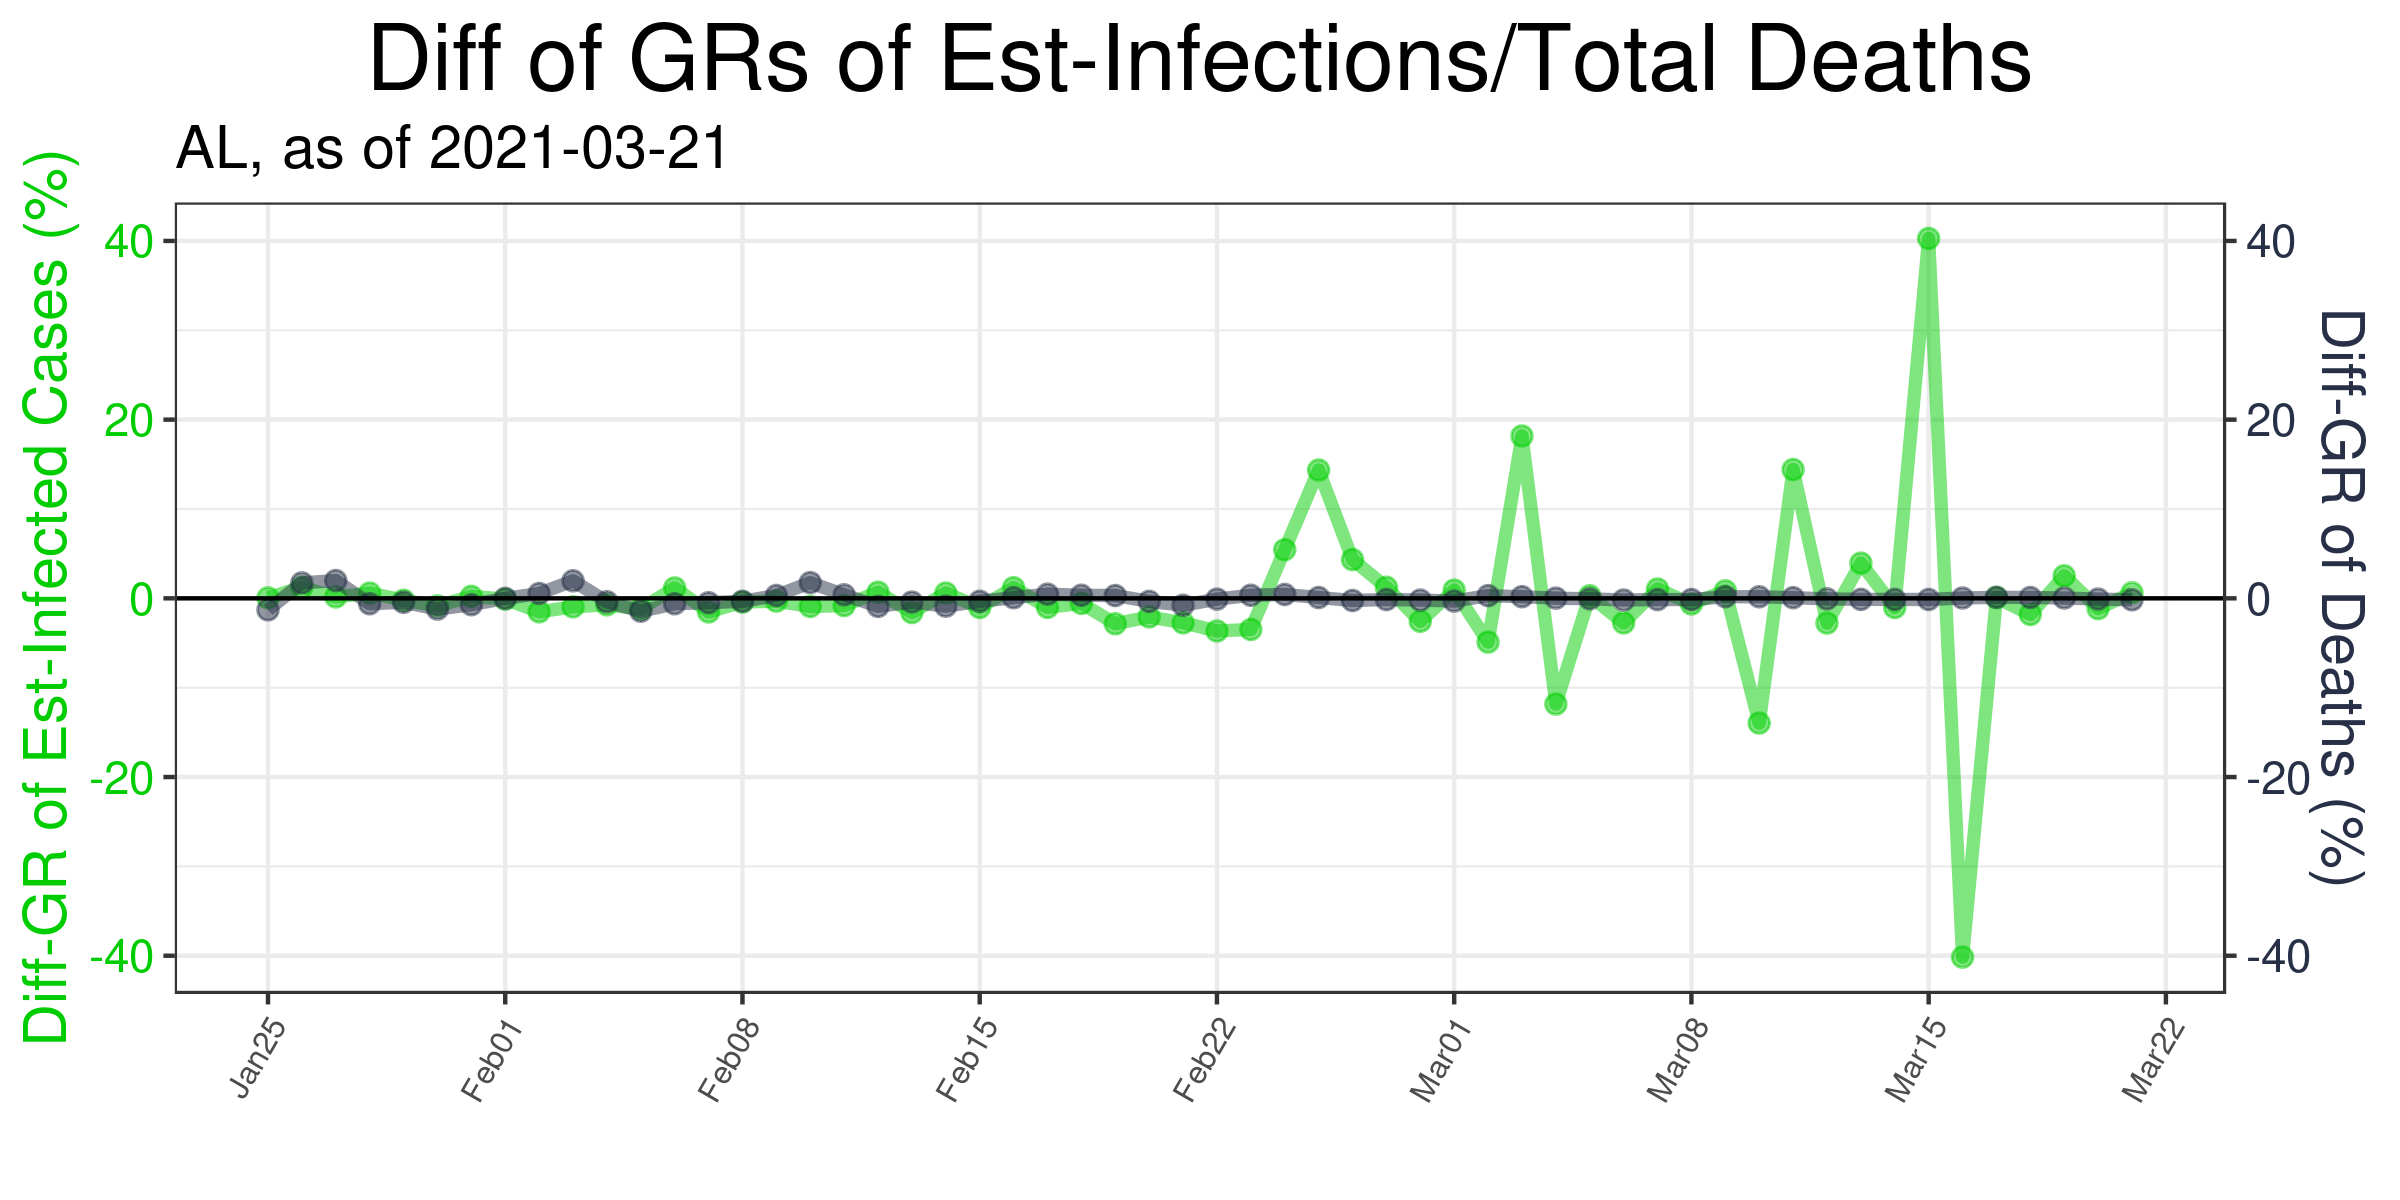 Diff of GRs of Est-Infections/Total Deaths
AL, as of 2021-03-21
Diff-GR of Est-Infected Cases (%)
40
20
0
-20
-40
40
20
0
-20
-40
Diff-GR of Deaths (%)
Jan25
Feb01
Feb08
Feb15
Feb22
Mar01
Mar08
Mar15
Mar22